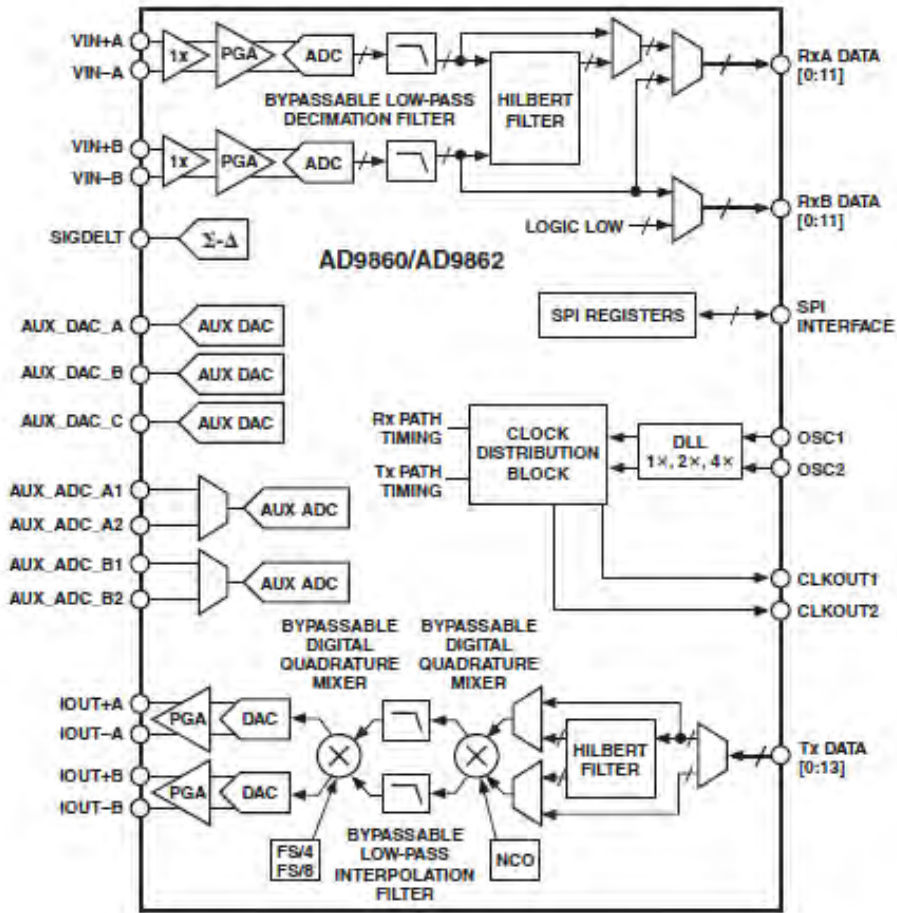 VIN+A
VIN–A
1x
PGA
ADC
BYPASSABLE LOW-PASS
DECIMATION FILTER
HILBERT
FILTER
RxA DATA
[0:11]
VIN+B
VIN–B
1x
PGA
ADC
RxB DATA
[0:11]
LOGIC LOW
SIGDELT
Σ-Δ
AD9860/AD9862
SPI REGISTERS
SPI
INTERFACE
AUX_DAC_A
AUX DAC
AUX_DAC_B
AUX DAC
AUX_DAC_C
AUX DAC
Rx PATH
TIMING
Tx PATH
TIMING
CLOCK
DISTRIBUTION
BLOCK
DLL
1×, 2×, 4×
OSC1
OSC2
AUX_ADC_A1
AUX_ADC_A2
AUX ADC
AUX_ADC_B1
AUX_ADC_B2
AUX ADC
CLKOUT1
CLKOUT2
BYPASSABLE
DIGITAL
QUADRATURE
MIXER
BYPASSABLE
DIGITAL
QUADRATURE
MIXER
IOUT+A
IOUT–A
PGA
DAC
HILBERT
FILTER
Tx DATA
[0:13]
IOUT+B
IOUT–B
PGA
DAC
FS/4
FS/8
BYPASSABLE
LOW-PASS
INTERPOLATION
FILTER
NCO